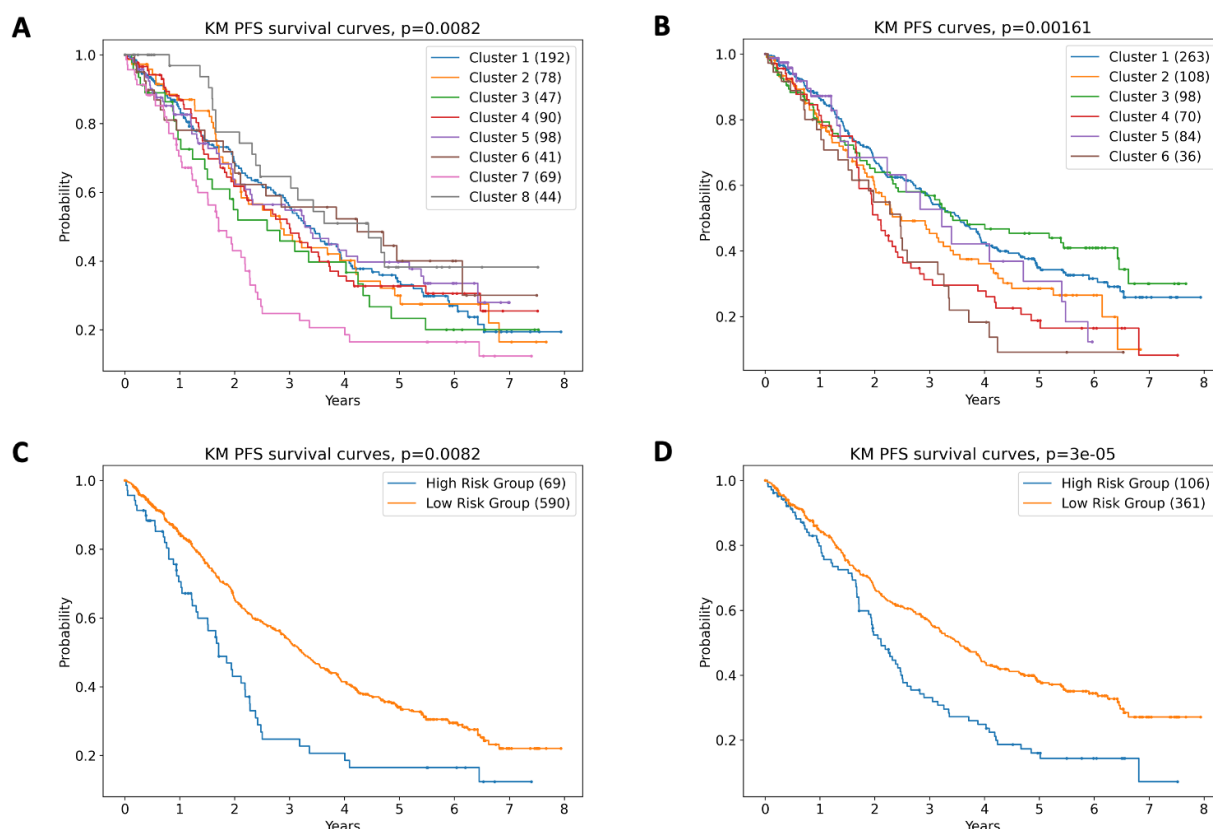 A
KM PFS survival curves, p=0.0082
Probability
1.0
0.8
0.6
0.4
0.2
0 1 2 3 4 5 6 7 8
Years
Cluster 1 (192)
Cluster 2 (78)
Cluster 3 (47)
Cluster 4 (90)
Cluster 5 (98)
Cluster 6 (41)
Cluster 7 (69)
Cluster 8 (44)
B
KM PFS curves, p=0.00161
Probability
1.0
0.8
0.6
0.4
0.2
0 1 2 3 4 5 6 7 8
Years
Cluster 1 (263)
Cluster 2 (108)
Cluster 3 (98)
Cluster 4 (70)
Cluster 5 (84)
Cluster 6 (36)
C
KM PFS survival curves, p=0.0082
Probability
1.0
0.8
0.6
0.4
0.2
0 1 2 3 4 5 6 7 8
Years
High Risk Group (69)
Low Risk Group (590)
D
KM PFS survival curves, p=3e-05
Probability
1.0
0.8
0.6
0.4
0.2
0 1 2 3 4 5 6 7 8
Years
High Risk Group (106)
Low Risk Group (361)